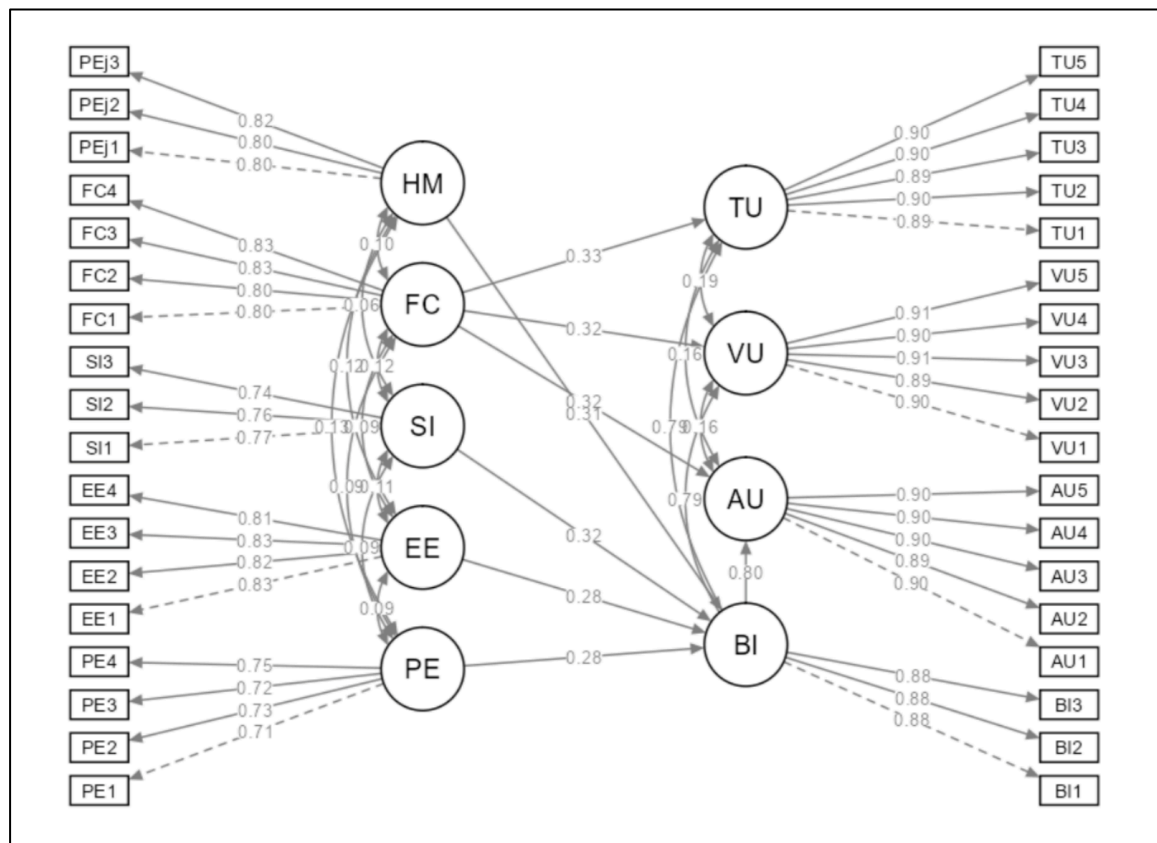 PEj3
PEj2
PEj1
FC4
FC3
FC2
FC1
SI3
SI2
SI1
EE4
EE3
EE2
EE1
PE4
PE3
PE2
PE1
0.82
0.80
0.80
0.83
0.83
0.80
0.80
0.74
0.76
0.77
0.81
0.83
0.82
0.83
0.75
0.72
0.73
0.71
HM
FC
SI
EE
PE
0.10
0.06
0.12
0.12
0.13
0.09
0.09
0.11
0.09
0.09
0.33
0.32
0.32
0.31
0.32
0.28
0.28
TU
VU
AU
BI
0.19
0.16
0.79
0.16
0.79
0.80
0.90
0.90
0.89
0.90
0.89
0.91
0.90
0.91
0.89
0.90
0.90
0.90
0.90
0.89
0.90
0.88
0.88
0.88
TU5
TU4
TU3
TU2
TU1
VU5
VU4
VU3
VU2
VU1
AU5
AU4
AU3
AU2
AU1
BI3
BI2
BI1